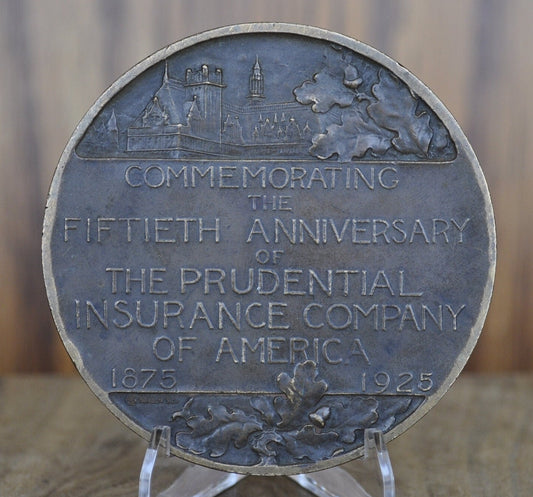 COMMEMORATING
THE
FIFTIETH ANNIVERSARY
OF
THE PRUDENTIAL
INSURANCE COMPANY
OF AMERICA
1875 1925